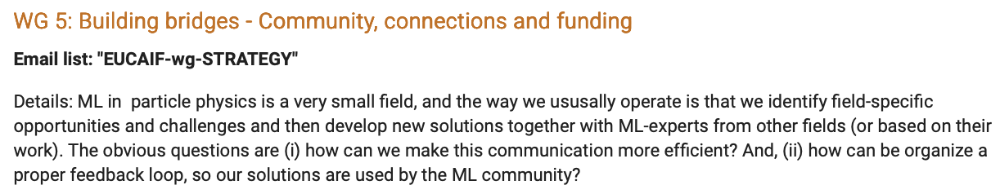 WG 5: Building bridges - Community, connections and funding
Email list: "EUCAIF-wg-STRATEGY"
Details: ML in  particle physics is a very small field, and the way we ususally operate is that we identify field-specific
opportunities and challenges and then develop new solutions together with ML-experts from other fields (or based on their
work). The obvious questions are (i) how can we make this communication more efficient? And, (ii) how can be organize a
proper feedback loop, so our solutions are used by the ML community?